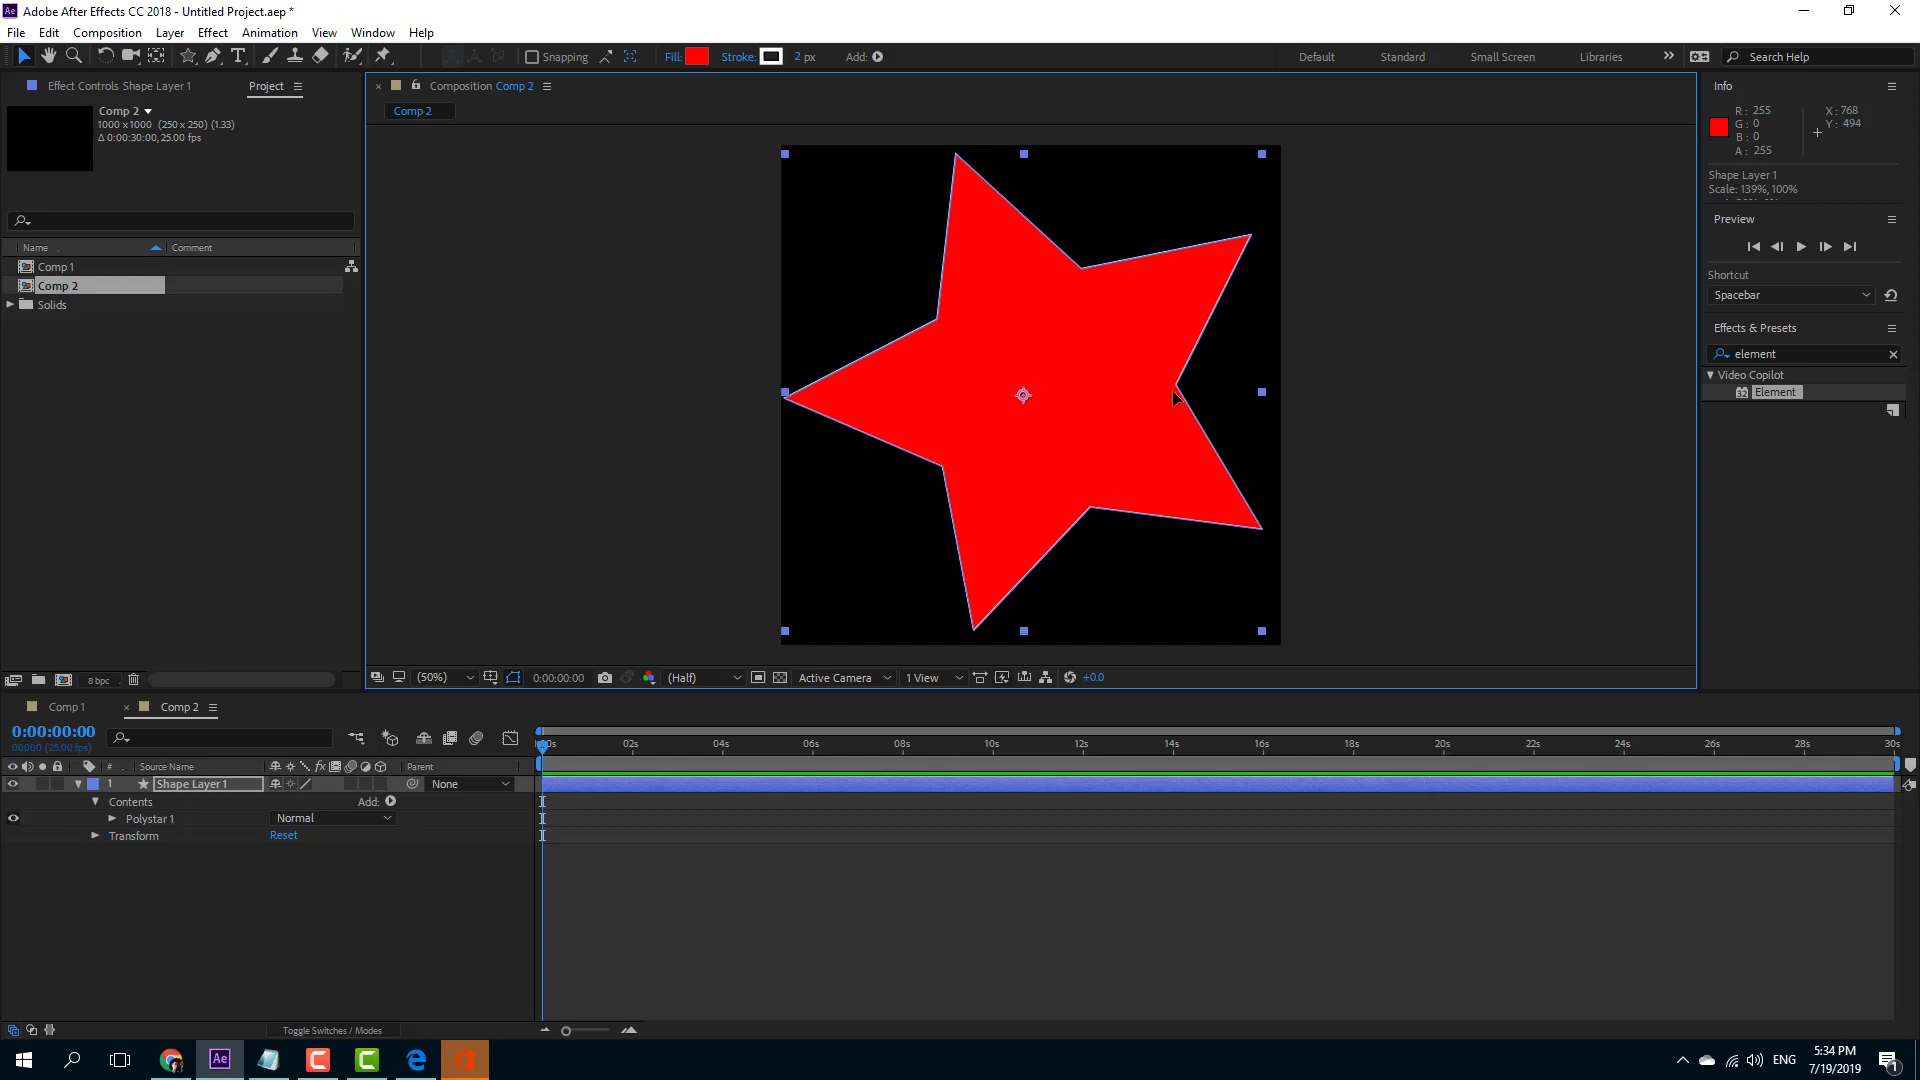 Adobe After Effects CC 2018 - Untitled Project.aep *
File Edit Composition Layer Effect Animation View Window Help
Snapping Fill: Stroke: 2 px Add: Default Standard Small Screen Libraries Search Help
Effect Controls Shape Layer 1 Project
Comp 2
1000 x1000 (250 x 250) (1.33)
Δ 0:00:30:00, 25.00 fps
Name Comment
Comp 1
Comp 2
Solids
8 bpc
Composition Comp 2
Comp 2
(50%) 0:00:00:00 (Half) Active Camera 1 View +0.0
Info
R: 255
G: 0
B: 0
A: 255
X: 768
Y: 494
Shape Layer 1
Scale: 139%, 100%
Preview
Shortcut
Spacebar
Effects & Presets
element
Video Copilot
32 Element
Comp 1 Comp 2
0:00:00:00
00000 (25.00 fps)
# Source Name Parent
1 Shape Layer 1 None
Contents Add:
Polystar 1 Normal
Transform Reset
02s 04s 06s 08s 10s 12s 14s 16s 18s 20s 22s 24s 26s 28s 30s
Toggle Switches / Modes
Ae
ENG
5:34 PM
7/19/2019
1